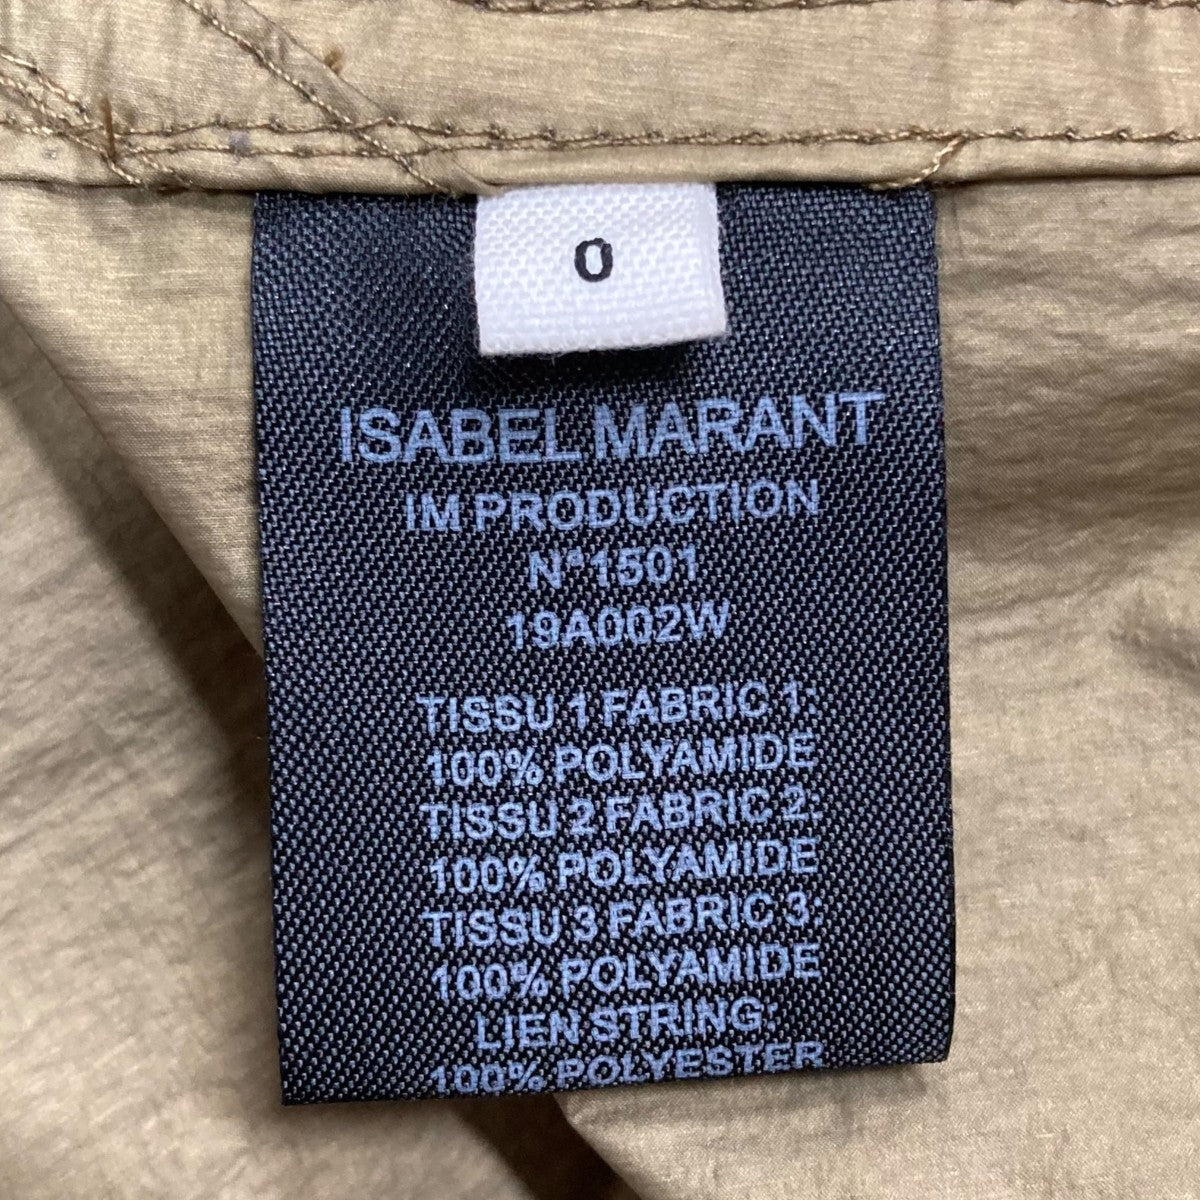 0
ISABEL MARANT
IM PRODUCTION
Nª1501
19A002W
TISSU 1 FABRIC 1:
100% POLYAMIDE
TISSU 2 FABRIC 2:
100% POLYAMIDE
TISSU 3 FABRIC 3:
100% POLYAMIDE
LIEN STRING:
100% POLYESTER